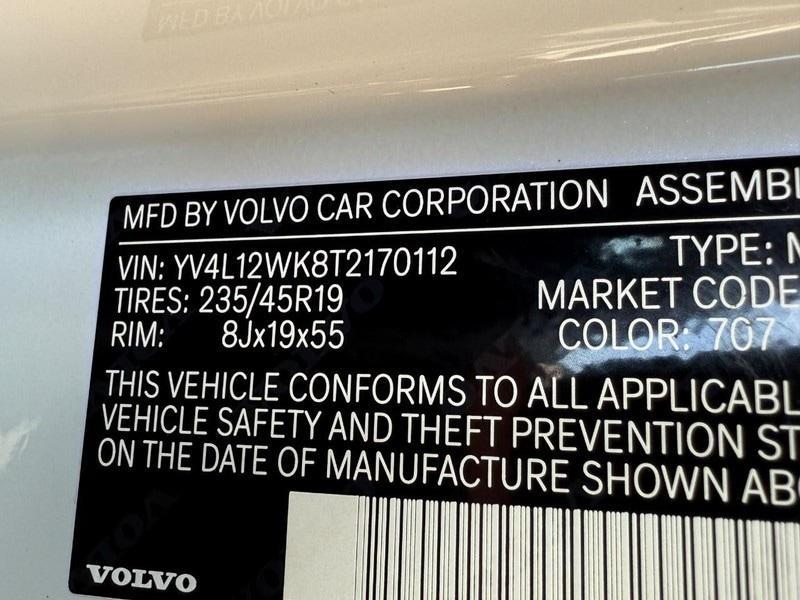 MFD BY VOLVO CAR CORPORATION ASSEMBL
VIN: YV4L12WK8T2170112 TYPE: M
TIRES: 235/45R19 MARKET CODE
RIM: 8Jx19x55 COLOR: 707
THIS VEHICLE CONFORMS TO ALL APPLICABL
VEHICLE SAFETY AND THEFT PREVENTION ST
ON THE DATE OF MANUFACTURE SHOWN ABO
VOLVO